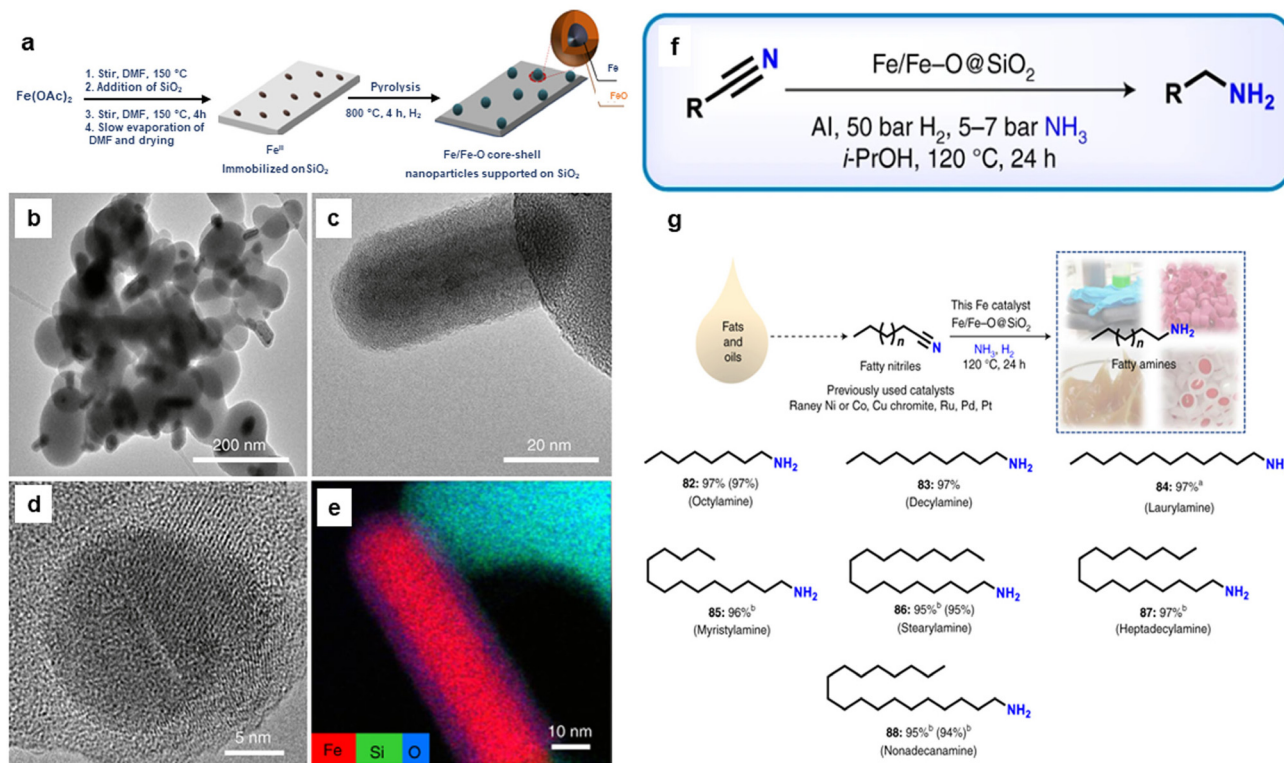 a
Fe(OAc)₂
1. Stir, DMF, 150 °C
2. Addition of SiO₂
3. Stir, DMF, 150 °C, 4h
4. Slow evaporation of
DMF and drying
Feᴵᴵ
Immobilized on SiO₂
Pyrolysis
800 °C, 4 h, H₂
Fe
FeO
Fe/Fe-O core-shell
nanoparticles supported on SiO₂
b
200 nm
c
20 nm
d
5 nm
e
Fe
Si
O
10 nm
f
R
N
Fe/Fe–O@SiO₂
Al, 50 bar H₂, 5–7 bar NH₃
i-PrOH, 120 °C, 24 h
R
NH₂
g
Fats
and
oils
n
N
Fatty nitriles
Previously used catalysts
Raney Ni or Co, Cu chromite, Ru, Pd, Pt
This Fe catalyst
Fe/Fe–O@SiO₂
NH₃, H₂
120 °C, 24 h
n
NH₂
Fatty amines
NH₂
82: 97% (97%)
(Octylamine)
NH₂
83: 97%
(Decylamine)
NH
84: 97%ᵃ
(Laurylamine)
NH₂
85: 96%ᵇ
(Myristylamine)
NH₂
86: 95%ᵇ (95%)
(Stearylamine)
NH₂
87: 97%ᵇ
(Heptadecylamine)
NH₂
88: 95%ᵇ (94%)ᵇ
(Nonadecanamine)